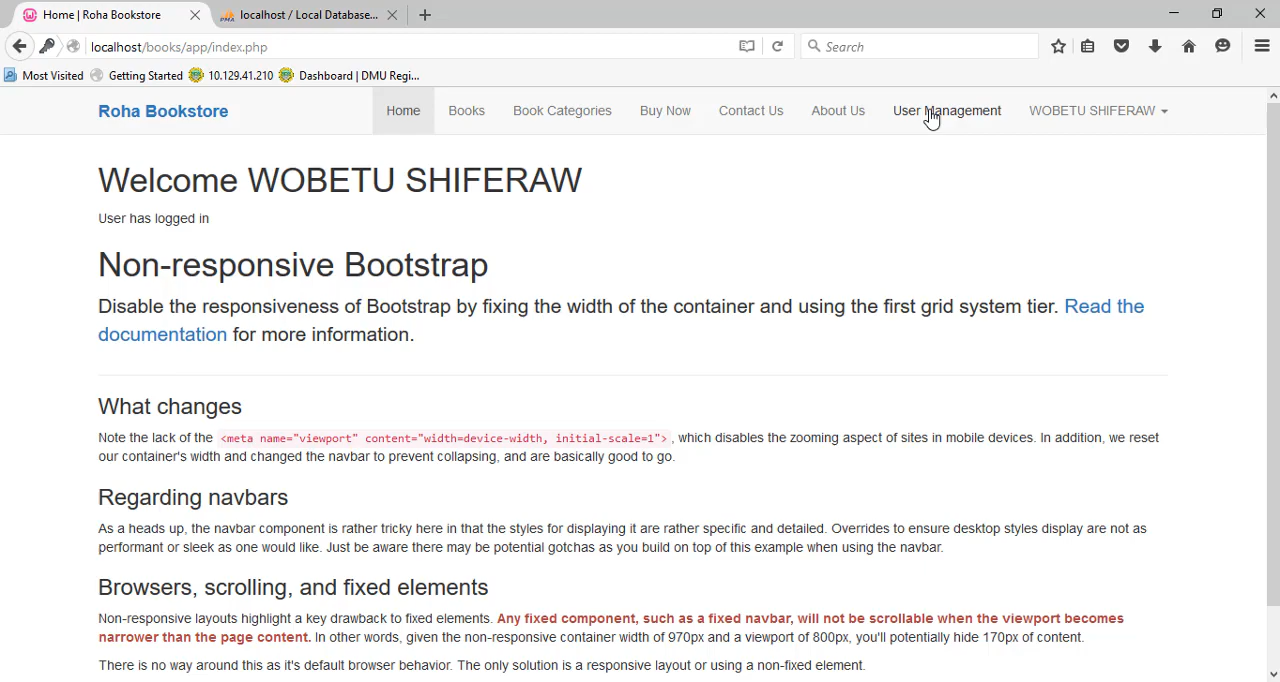 Home | Roha Bookstore
localhost / Local Database...
localhost/books/app/index.php
Search
Most Visited Getting Started 10.129.41.210 Dashboard | DMU Regi...
Roha Bookstore Home Books Book Categories Buy Now Contact Us About Us User Management WOBETU SHIFERAW
Welcome WOBETU SHIFERAW
User has logged in
Non-responsive Bootstrap
Disable the responsiveness of Bootstrap by fixing the width of the container and using the first grid system tier. Read the
documentation for more information.
What changes
Note the lack of the <meta name="viewport" content="width=device-width, initial-scale=1"> , which disables the zooming aspect of sites in mobile devices. In addition, we reset
our container's width and changed the navbar to prevent collapsing, and are basically good to go.
Regarding navbars
As a heads up, the navbar component is rather tricky here in that the styles for displaying it are rather specific and detailed. Overrides to ensure desktop styles display are not as
performant or sleek as one would like. Just be aware there may be potential gotchas as you build on top of this example when using the navbar.
Browsers, scrolling, and fixed elements
Non-responsive layouts highlight a key drawback to fixed elements. Any fixed component, such as a fixed navbar, will not be scrollable when the viewport becomes
narrower than the page content. In other words, given the non-responsive container width of 970px and a viewport of 800px, you'll potentially hide 170px of content.
There is no way around this as it's default browser behavior. The only solution is a responsive layout or using a non-fixed element.